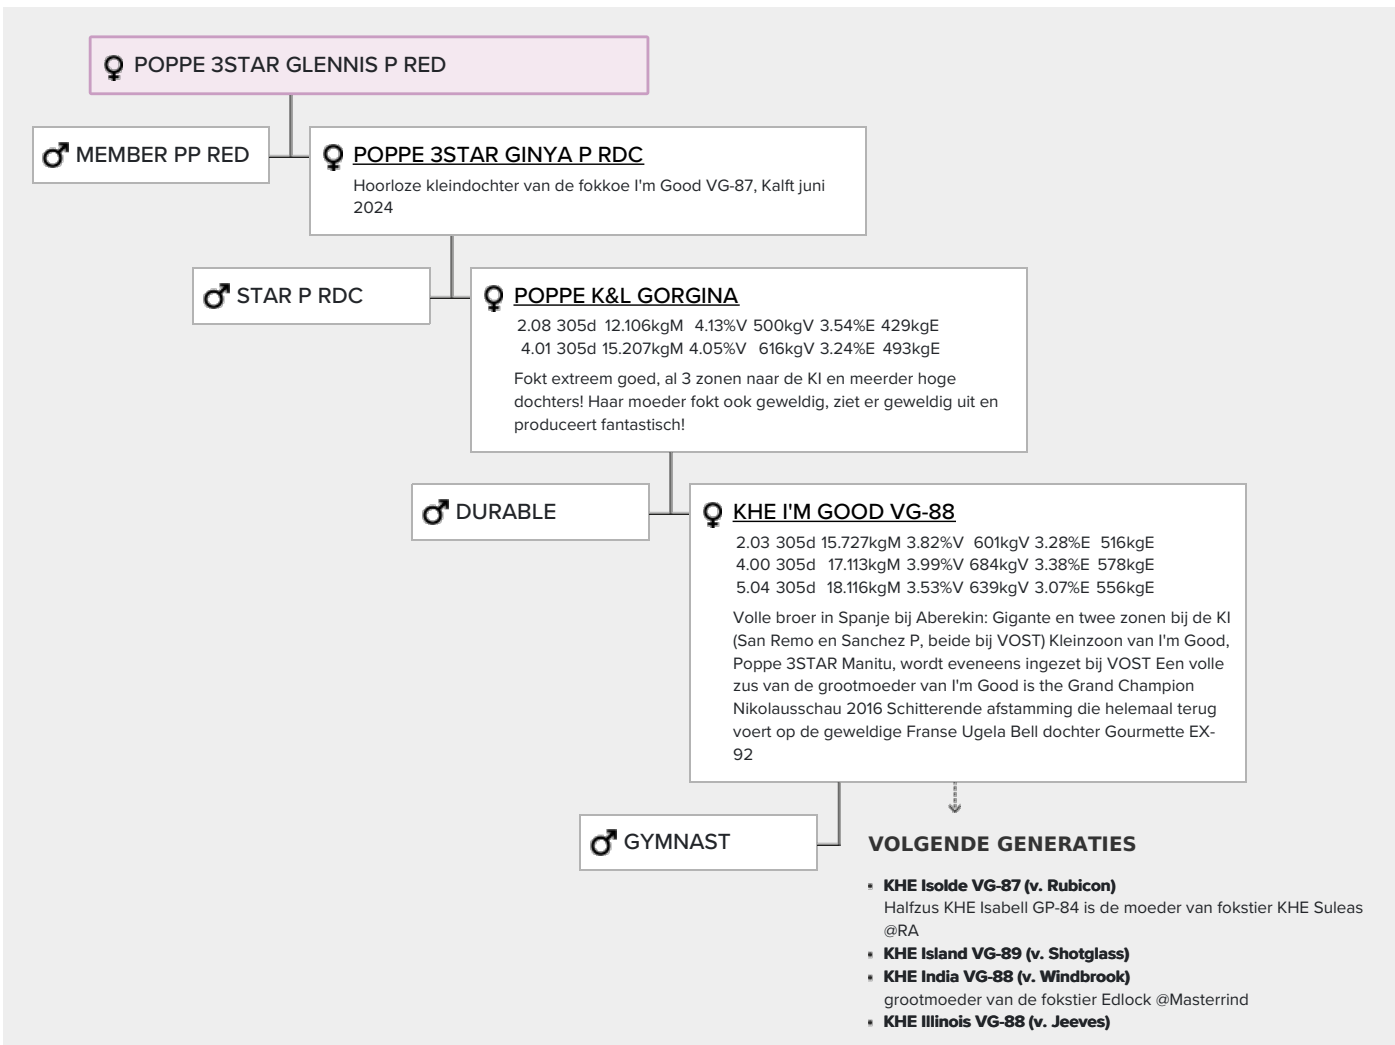 POPPE 3STAR GLENNIS P RED
MEMBER PP RED
POPPE 3STAR GINYA P RDC
Hoorloze kleindochter van de fokkoe I'm Good VG-87, Kalft juni
2024
STAR P RDC
POPPE K&L GORGINA
2.08 305d 12.106kgM 4.13%V 500kgV 3.54%E 429kgE
4.01 305d 15.207kgM 4.05%V 616kgV 3.24%E 493kgE
Fokt extreem goed, al 3 zonen naar de KI en meerder hoge
dochters! Haar moeder fokt ook geweldig, ziet er geweldig uit en
produceert fantastisch!
DURABLE
KHE I'M GOOD VG-88
2.03 305d 15.727kgM 3.82%V 601kgV 3.28%E 516kgE
4.00 305d 17.113kgM 3.99%V 684kgV 3.38%E 578kgE
5.04 305d 18.116kgM 3.53%V 639kgV 3.07%E 556kgE
Volle broer in Spanje bij Aberekin: Gigante en twee zonen bij de KI
(San Remo en Sanchez P, beide bij VOST) Kleinzoon van I'm Good,
Poppe 3STAR Manitu, wordt eveneens ingezet bij VOST Een volle
zus van de grootmoeder van I'm Good is the Grand Champion
Nikolausschau 2016 Schitterende afstamming die helemaal terug
voert op de geweldige Franse Ugela Bell dochter Gourmette EX-
92
GYMNAST
VOLGENDE GENERATIES
KHE Isolde VG-87 (v. Rubicon)
Halfzus KHE Isabell GP-84 is de moeder van fokstier KHE Suleas
@RA
KHE Island VG-89 (v. Shotglass)
KHE India VG-88 (v. Windbrook)
grootmoeder van de fokstier Edlock @Masterrind
KHE Illinois VG-88 (v. Jeeves)